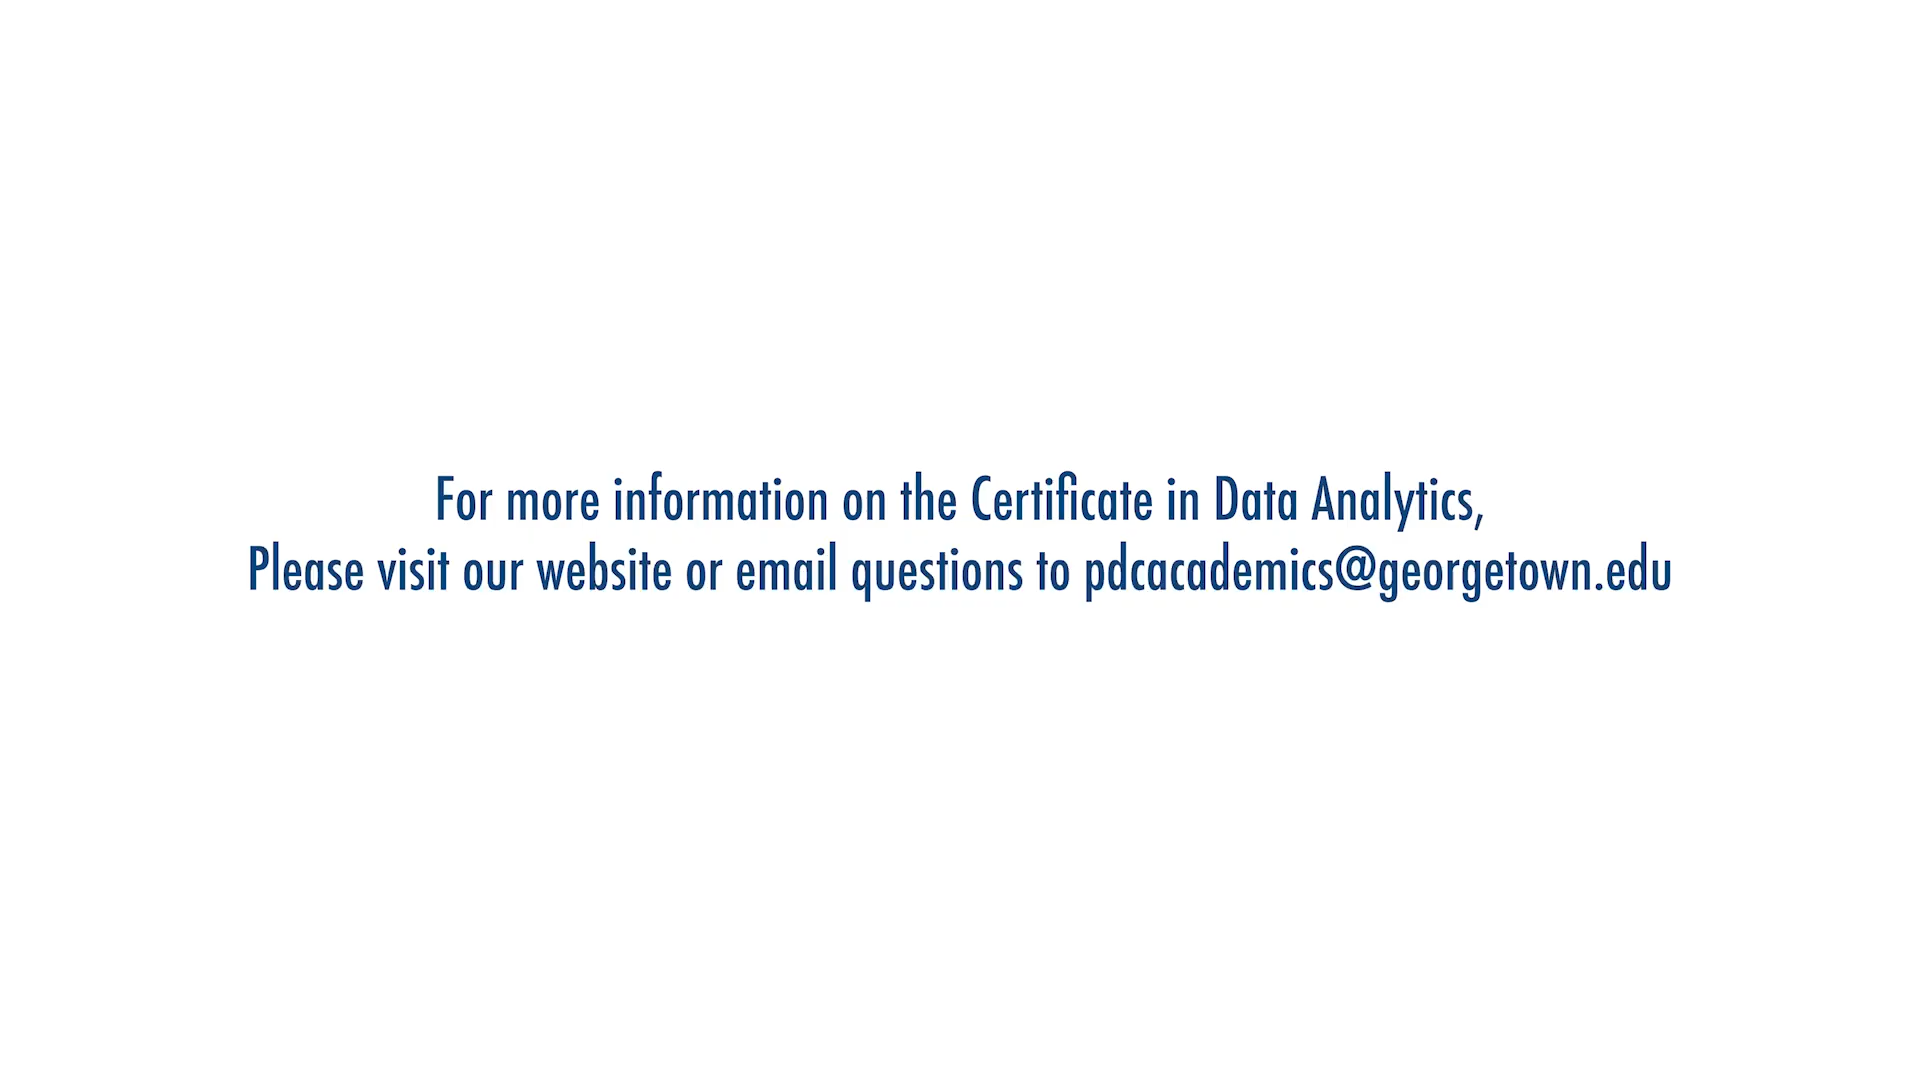 For more information on the Certificate in Data Analytics,
Please visit our website or email questions to pdcacademics@georgetown.edu